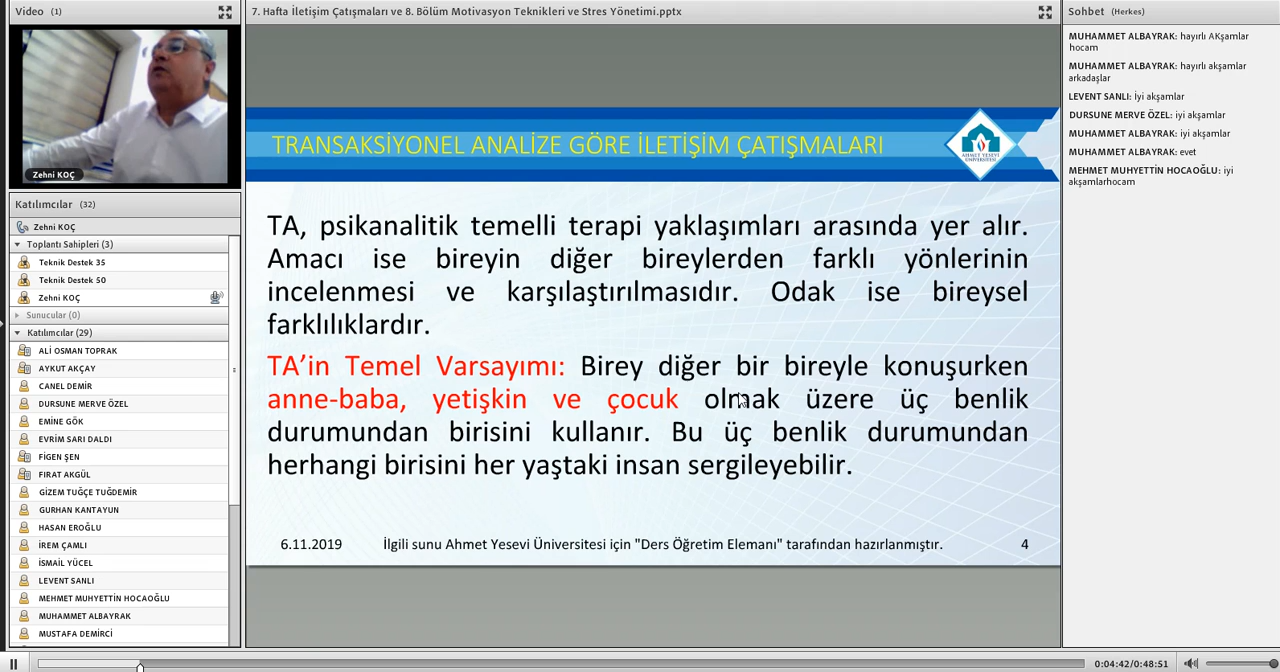 Video (1)
Zehni KOÇ
Katılımcılar (32)
Zehni KOÇ
Toplantı Sahipleri (3)
Teknik Destek 35
Teknik Destek 50
Zehni KOÇ
Sunucular (0)
Katılımcılar (29)
ALİ OSMAN TOPRAK
AYKUT AKÇAY
CANEL DEMİR
DURSUNE MERVE ÖZEL
EMİNE GÖK
EVRİM SARI DALDI
FİGEN ŞEN
FIRAT AKGÜL
GİZEM TUĞÇE TUĞDEMİR
GURHAN KANTAYUN
HASAN EROĞLU
İREM ÇAMLI
İSMAİL YÜCEL
LEVENT SANLI
MEHMET MUHYETTİN HOCAOĞLU
MUHAMMET ALBAYRAK
MUSTAFA DEMİRCİ
7. Hafta İletişim Çatışmaları ve 8. Bölüm Motivasyon Teknikleri ve Stres Yönetimi.pptx
TRANSAKSİYONEL ANALİZE GÖRE İLETİŞİM ÇATIŞMALARI
AHMET YESEVİ
ÜNİVERSİTESİ
TA, psikanalitik temelli terapi yaklaşımları arasında yer alır.
Amacı ise bireyin diğer bireylerden farklı yönlerinin
incelenmesi ve karşılaştırılmasıdır. Odak ise bireysel
farklılıklardır.
TA’in Temel Varsayımı: Birey diğer bir bireyle konuşurken
anne-baba, yetişkin ve çocuk olmak üzere üç benlik
durumundan birisini kullanır. Bu üç benlik durumundan
herhangi birisini her yaştaki insan sergileyebilir.
6.11.2019
İlgili sunu Ahmet Yesevi Üniversitesi için "Ders Öğretim Elemanı" tarafından hazırlanmıştır.
4
Sohbet (Herkes)
MUHAMMET ALBAYRAK: hayırlı AKşamlar
hocam
MUHAMMET ALBAYRAK: hayırlı akşamlar
arkadaşlar
LEVENT SANLI: İyi akşamlar
DURSUNE MERVE ÖZEL: iyi akşamlar
MUHAMMET ALBAYRAK: iyi akşamlar
MUHAMMET ALBAYRAK: evet
MEHMET MUHYETTİN HOCAOĞLU: iyi
akşamlarhocam
0:04:42/0:48:51